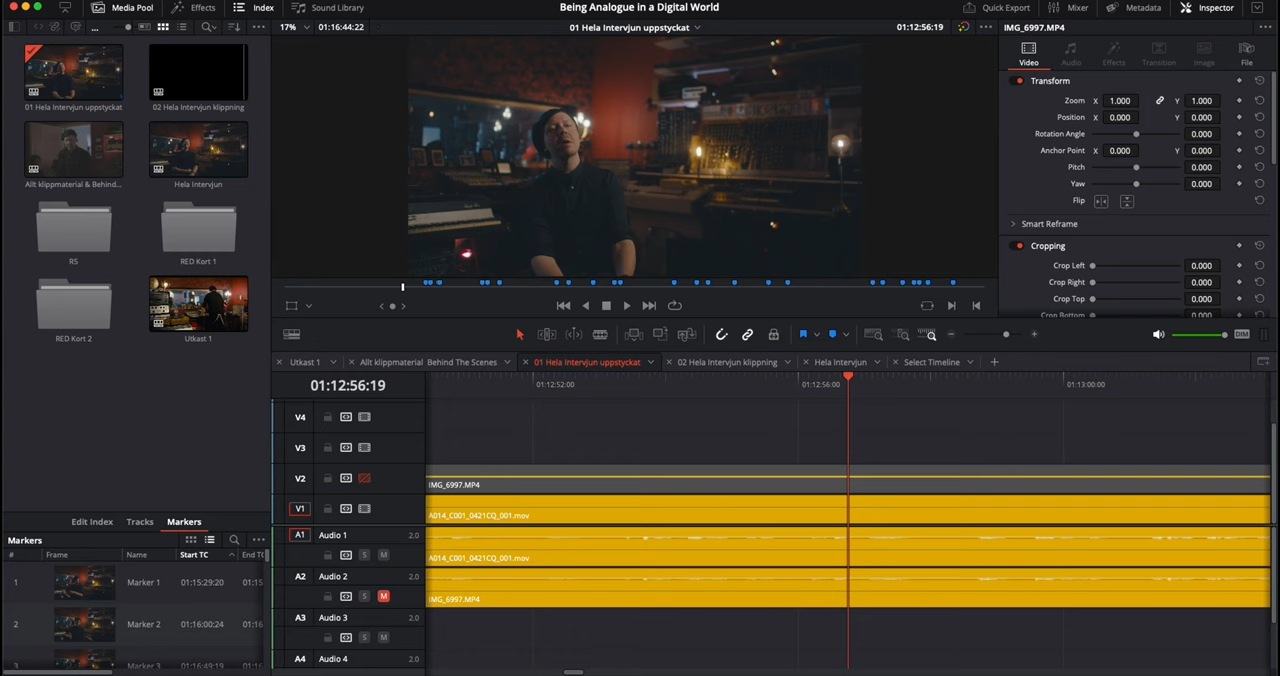 Media Pool Effects Index Sound Library Being Analogue in a Digital World Quick Export Mixer Metadata Inspector
17% 01:16:44:22 01 Hela Intervjun uppstyckat 01:12:56:19 IMG_6997.MP4
Video Audio Effects Transition Image File
Transform
Zoom X 1.000 Y 1.000
Position X 0.000 Y 0.000
Rotation Angle 0.000
Anchor Point X 0.000 Y 0.000
Pitch 0.000
Yaw 0.000
Flip
Smart Reframe
Cropping
Crop Left 0.000
Crop Right 0.000
Crop Top 0.000
Crop Bottom 0.000
01 Hela Intervjun uppstyckat 02 Hela Intervjun klippning
Allt klippmaterial & Behind... Hela Intervjun
R5 RED Kort 1
RED Kort 2 Utkast 1
DIM
Utkast 1 Allt klippmaterial Behind The Scenes 01 Hela Intervjun uppstyckat 02 Hela Intervjun klippning Hela Intervjun Select Timeline
01:12:56:19 01:12:52:00 01:12:56:00 01:13:00:00
V4
V3
V2 IMG_6997.MP4
V1 A014_C001_0421CQ_001.mov
A1 Audio 1 2.0
S M A014_C001_0421CQ_001.mov
A2 Audio 2 2.0
S M IMG_6997.MP4
A3 Audio 3 2.0
S M
A4 Audio 4 2.0
Edit Index Tracks Markers
Markers
# Frame Name Start TC End TC
1 Marker 1 01:15:29:20 01:15
2 Marker 2 01:16:00:24 01:16
3 Marker 3 01:16:49:19 01:17